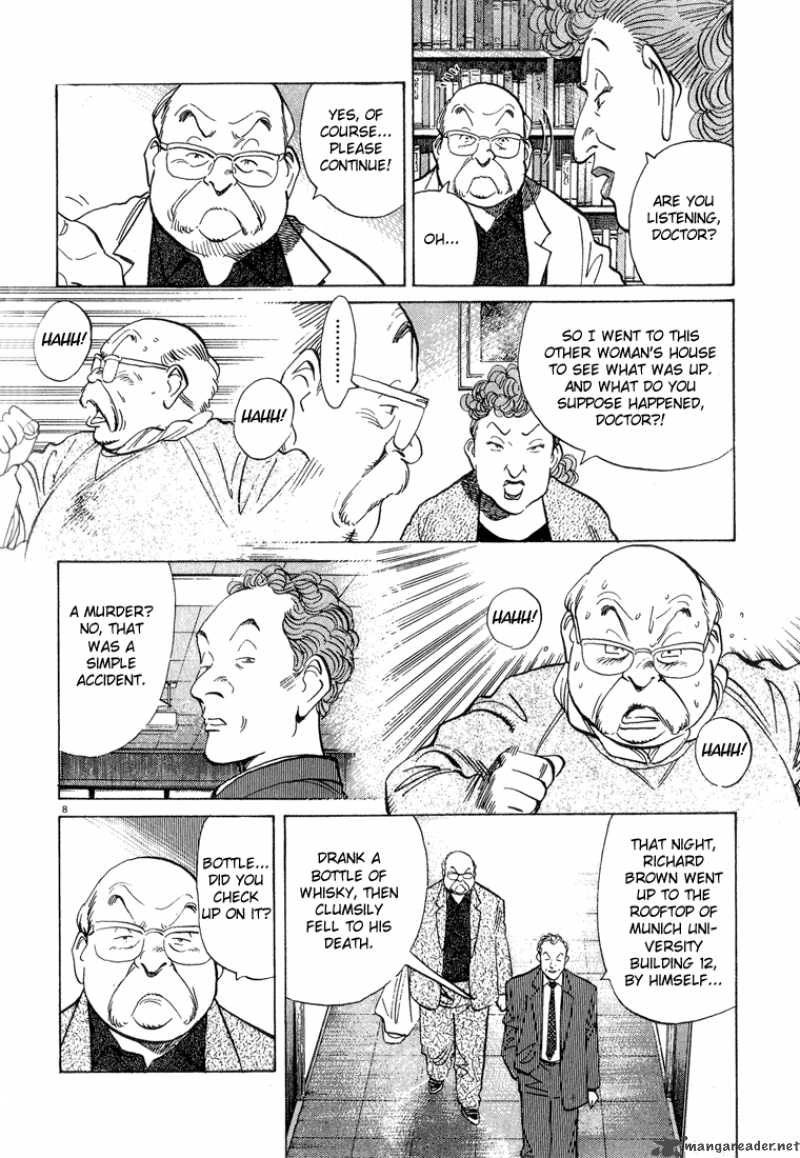 ARE YOU
LISTENING,
DOCTOR?
OH...
YES, OF
COURSE...
PLEASE
CONTINUE!
SO I WENT TO THIS
OTHER WOMAN'S HOUSE
TO SEE WHAT WAS UP.
AND WHAT DO YOU
SUPPOSE HAPPENED,
DOCTOR?!
........
HAHH!
HAHH!
HAHH!
HAHH!
A MURDER?
NO, THAT
WAS A
SIMPLE
ACCIDENT.
8
THAT NIGHT,
RICHARD
BROWN WENT
UP TO THE
ROOFTOP OF
MUNICH UNI-
VERSITY
BUILDING 12,
BY HIMSELF...
DRANK A
BOTTLE OF
WHISKY, THEN
CLUMSILY
FELL TO HIS
DEATH.
BOTTLE...
DID YOU
CHECK
UP ON IT?
mangareader.net